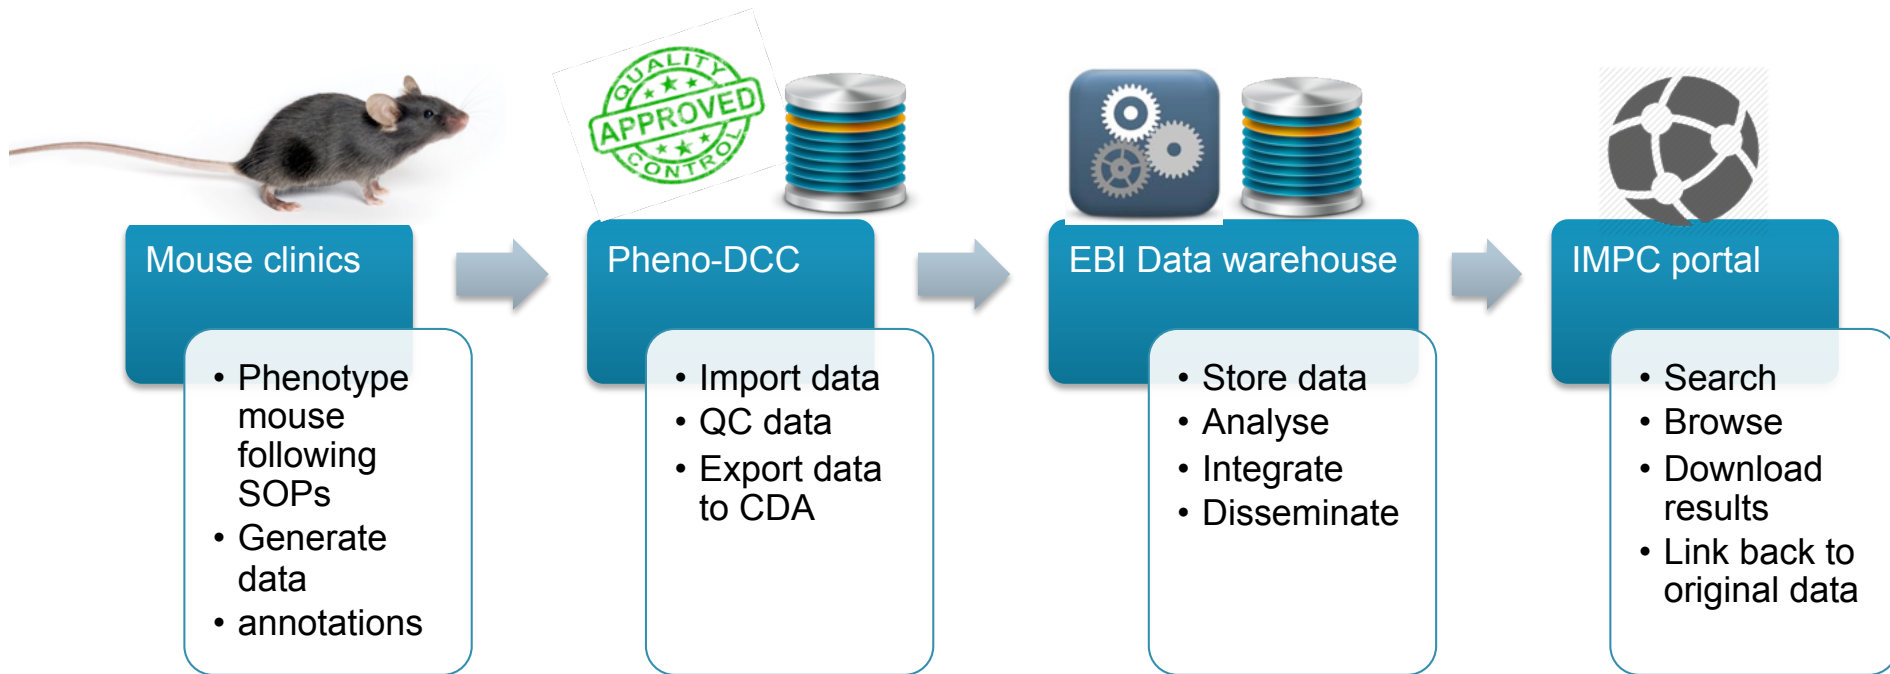 QUALITY
APPROVED
CONTROL
Mouse clinics
• Phenotype
mouse
following
SOPs
• Generate
data
• annotations
Pheno-DCC
• Import data
• QC data
• Export data
to CDA
EBI Data warehouse
• Store data
• Analyse
• Integrate
• Disseminate
IMPC portal
• Search
• Browse
• Download
results
• Link back to
original data